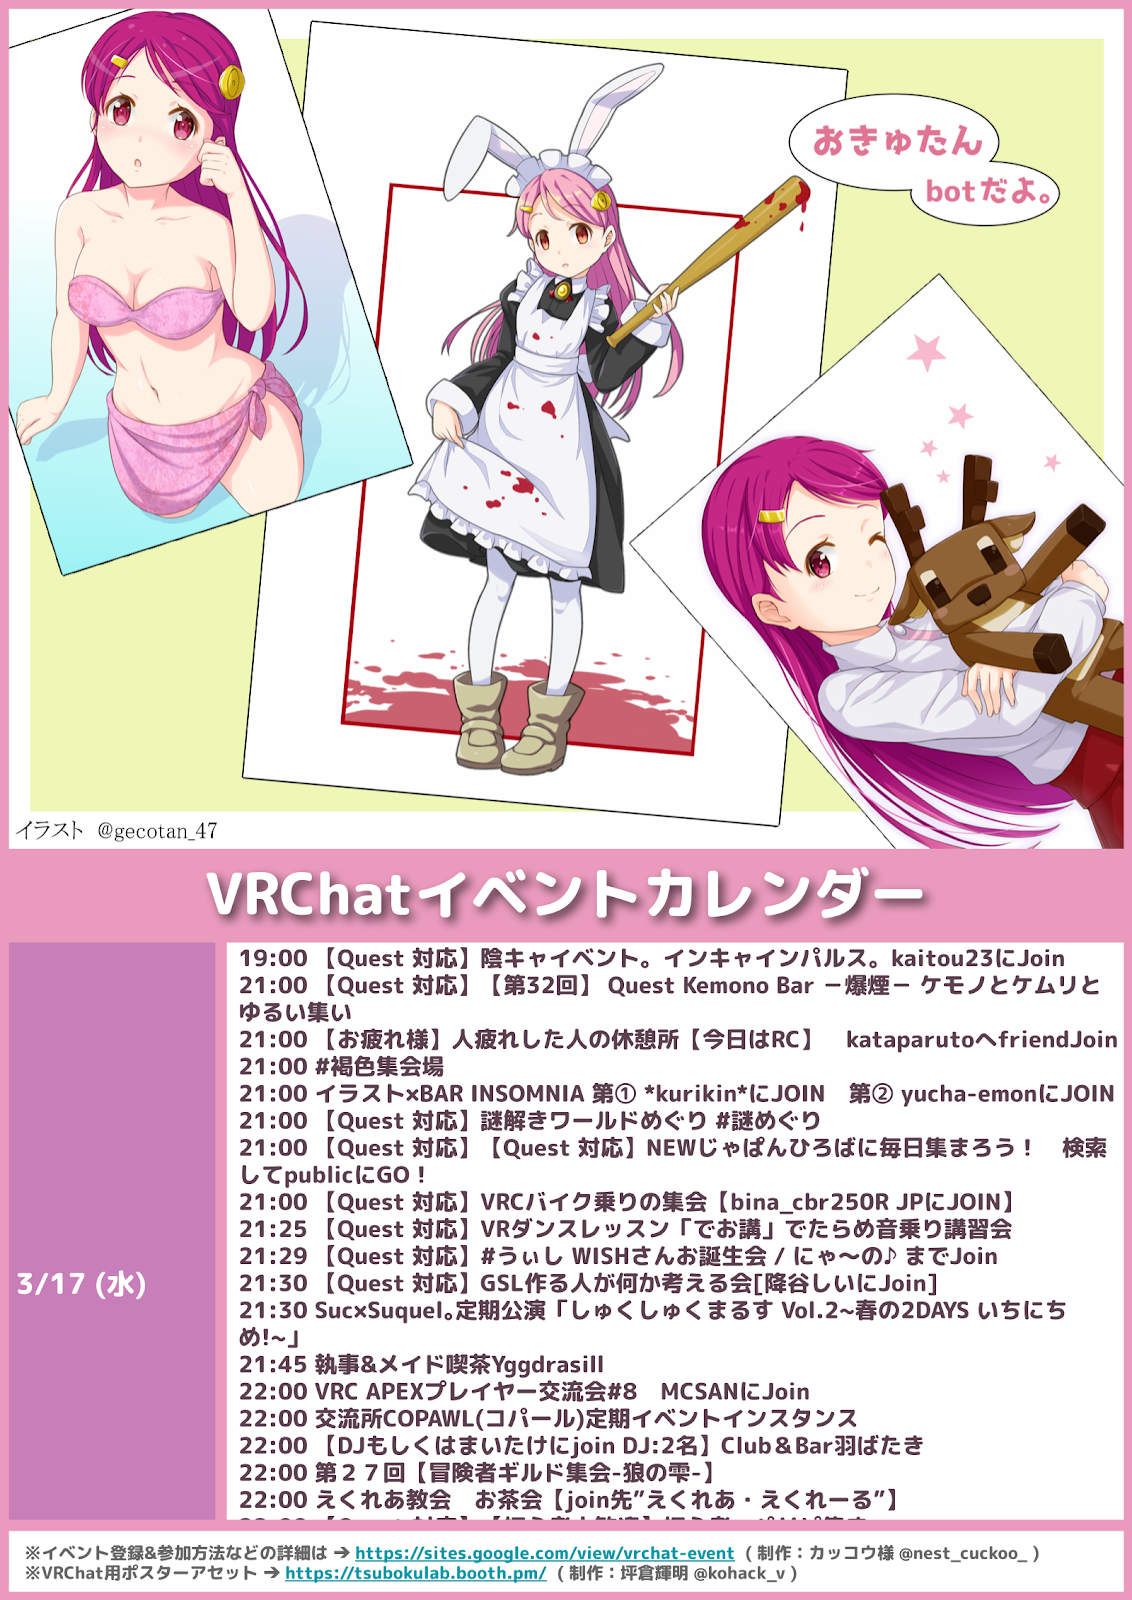 おきゅたん
botだよ。
イラスト @gecotan_47
VRChatイベントカレンダー
3/17 (水)
19:00 【Quest 対応】陰キャイベント。インキャインパルス。kaitou23にJoin
21:00 【Quest 対応】【第32回】 Quest Kemono Bar －爆煙－ ケモノとケムリと
ゆるい集い
21:00 【お疲れ様】人疲れした人の休憩所【今日はRC】　kataparutoへfriendJoin
21:00 #褐色集会場
21:00 イラスト×BAR INSOMNIA 第① *kurikin*にJOIN　第② yucha-emonにJOIN
21:00 【Quest 対応】謎解きワールドめぐり #謎めぐり
21:00 【Quest 対応】【Quest 対応】NEWじゃぱんひろばに毎日集まろう！　検索
してpublicにGO！
21:00 【Quest 対応】VRCバイク乗りの集会【bina_cbr250R JPにJOIN】
21:25 【Quest 対応】VRダンスレッスン「でお講」でたらめ音乗り講習会
21:29 【Quest 対応】#うぃし WISHさんお誕生会 / にゃ～の♪ までJoin
21:30 【Quest 対応】GSL作る人が何か考える会[降谷しいにJoin]
21:30 Suc×Suquel。定期公演「しゅくしゅくまるす Vol.2~春の2DAYS いちにち
め!~」
21:45 執事&メイド喫茶Yggdrasill
22:00 VRC APEXプレイヤー交流会#8　MCSANにJoin
22:00 交流所COPAWL(コパール)定期イベントインスタンス
22:00 【DJもしくはまいたけにjoin DJ:2名】Club＆Bar羽ばたき
22:00 第２７回【冒険者ギルド集会-狼の雫-】
22:00 えくれあ教会　お茶会【join先”えくれあ・えくれーる”】
※イベント登録&参加方法などの詳細は → https://sites.google.com/view/vrchat-event ( 制作：カッコウ様 @nest_cuckoo_ )
※VRChat用ポスターアセット → https://tsubokulab.booth.pm/ ( 制作：坪倉輝明 @kohack_v )